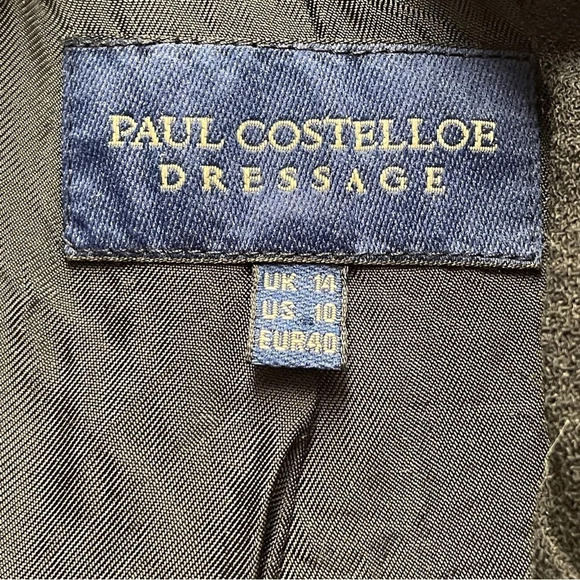 PAUL COSTELLOE
DRESSAGE
UK 14
US 10
EUR40